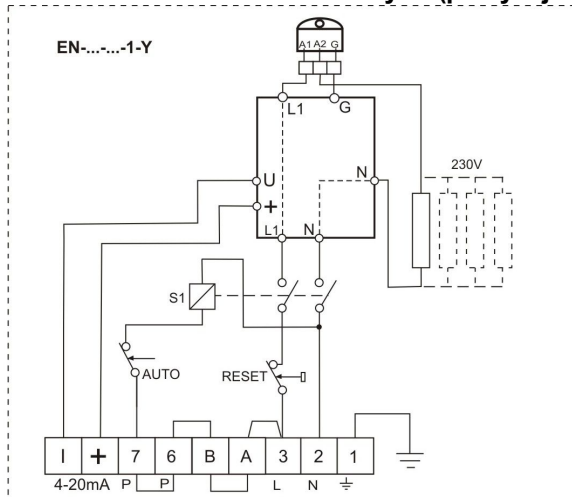 EN-...-...-1-Y
A1 A2 G
L1 G
230V
U N
+
L1 N
S1
AUTO RESET
I + 7 6 B A 3 2 1
4-20mA P P L N